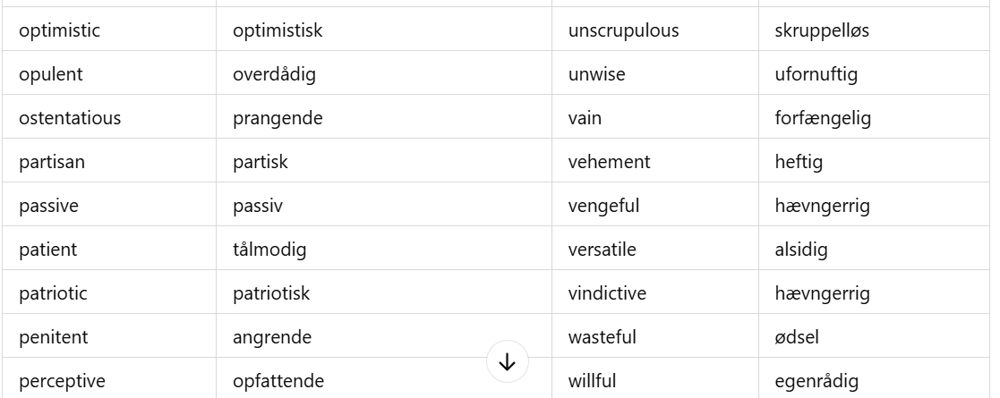 optimistic optimistisk unscrupulous skruppelløs
opulent overdådig unwise ufornuftig
ostentatious prangende vain forfængelig
partisan partisk vehement heftig
passive passiv vengeful hævngerrig
patient tålmodig versatile alsidig
patriotic patriotisk vindictive hævngerrig
penitent angrende wasteful ødsel
perceptive opfattende willful egenrådig